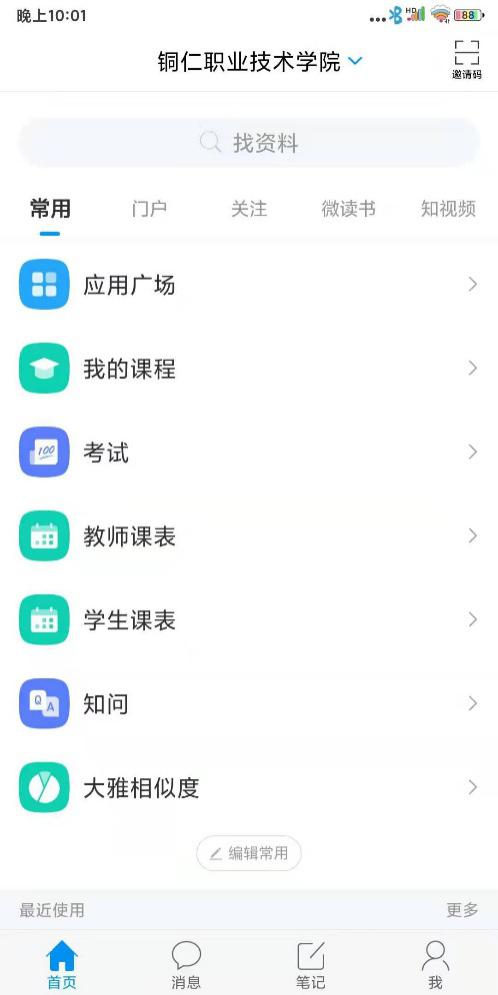 晚上10:01
HD
88
铜仁职业技术学院
邀请码
找资料
常用
门户
关注
微读书
知视频
应用广场
我的课程
100
考试
教师课表
学生课表
Q A
知问
大雅相似度
编辑常用
最近使用
更多
首页
消息
笔记
我